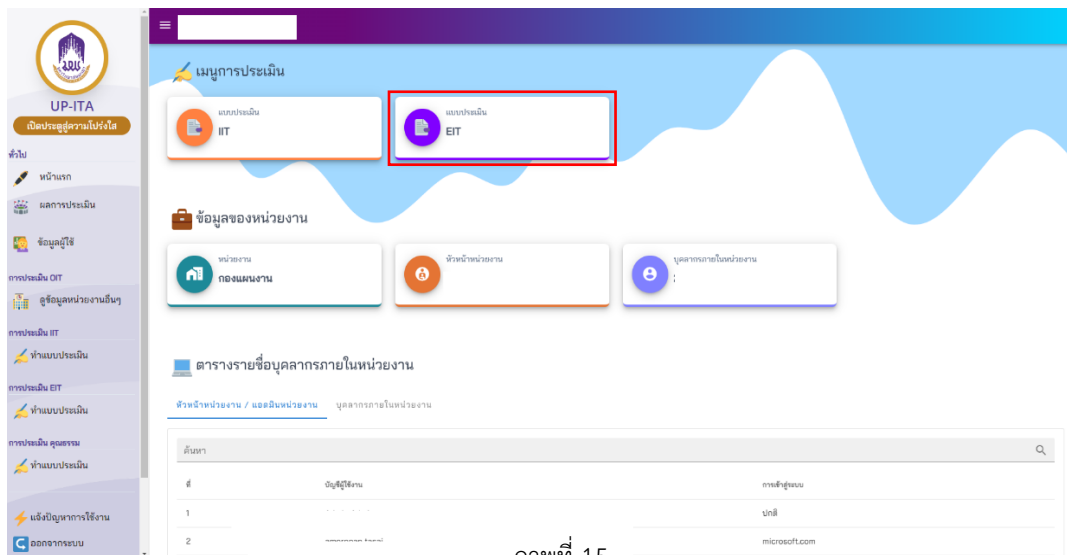 UP-ITA
เปิดประตูสู่ความโปร่งใส
ทั่วไป
หน้าแรก
ผลการประเมิน
ข้อมูลผู้ใช้
การประเมิน OIT
ดูข้อมูลหน่วยงานอื่นๆ
การประเมิน IIT
ทำแบบประเมิน
การประเมิน EIT
ทำแบบประเมิน
การประเมิน คุณธรรม
ทำแบบประเมิน
แจ้งปัญหาการใช้งาน
ออกจากระบบ
เมนูการประเมิน
แบบประเมิน
IIT
แบบประเมิน
EIT
ข้อมูลของหน่วยงาน
หน่วยงาน
กองแผนงาน
หัวหน้าหน่วยงาน
บุคลากรภายในหน่วยงาน
ตารางรายชื่อบุคลากรภายในหน่วยงาน
หัวหน้าหน่วยงาน / แอดมินหน่วยงาน บุคลากรภายในหน่วยงาน
ค้นหา
ที่ บัญชีผู้ใช้งาน การเข้าสู่ระบบ
1 ปกติ
2 microsoft.com
ภาพที่ 15